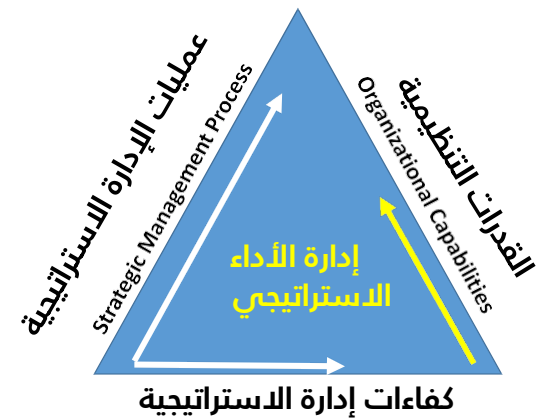 عمليات الإدارة الاستراتيجية
Strategic Management Process
القدرات التنظيمية
Organizational Capabilities
إدارة الأداء
الاستراتيجي
كفاءات إدارة الاستراتيجية